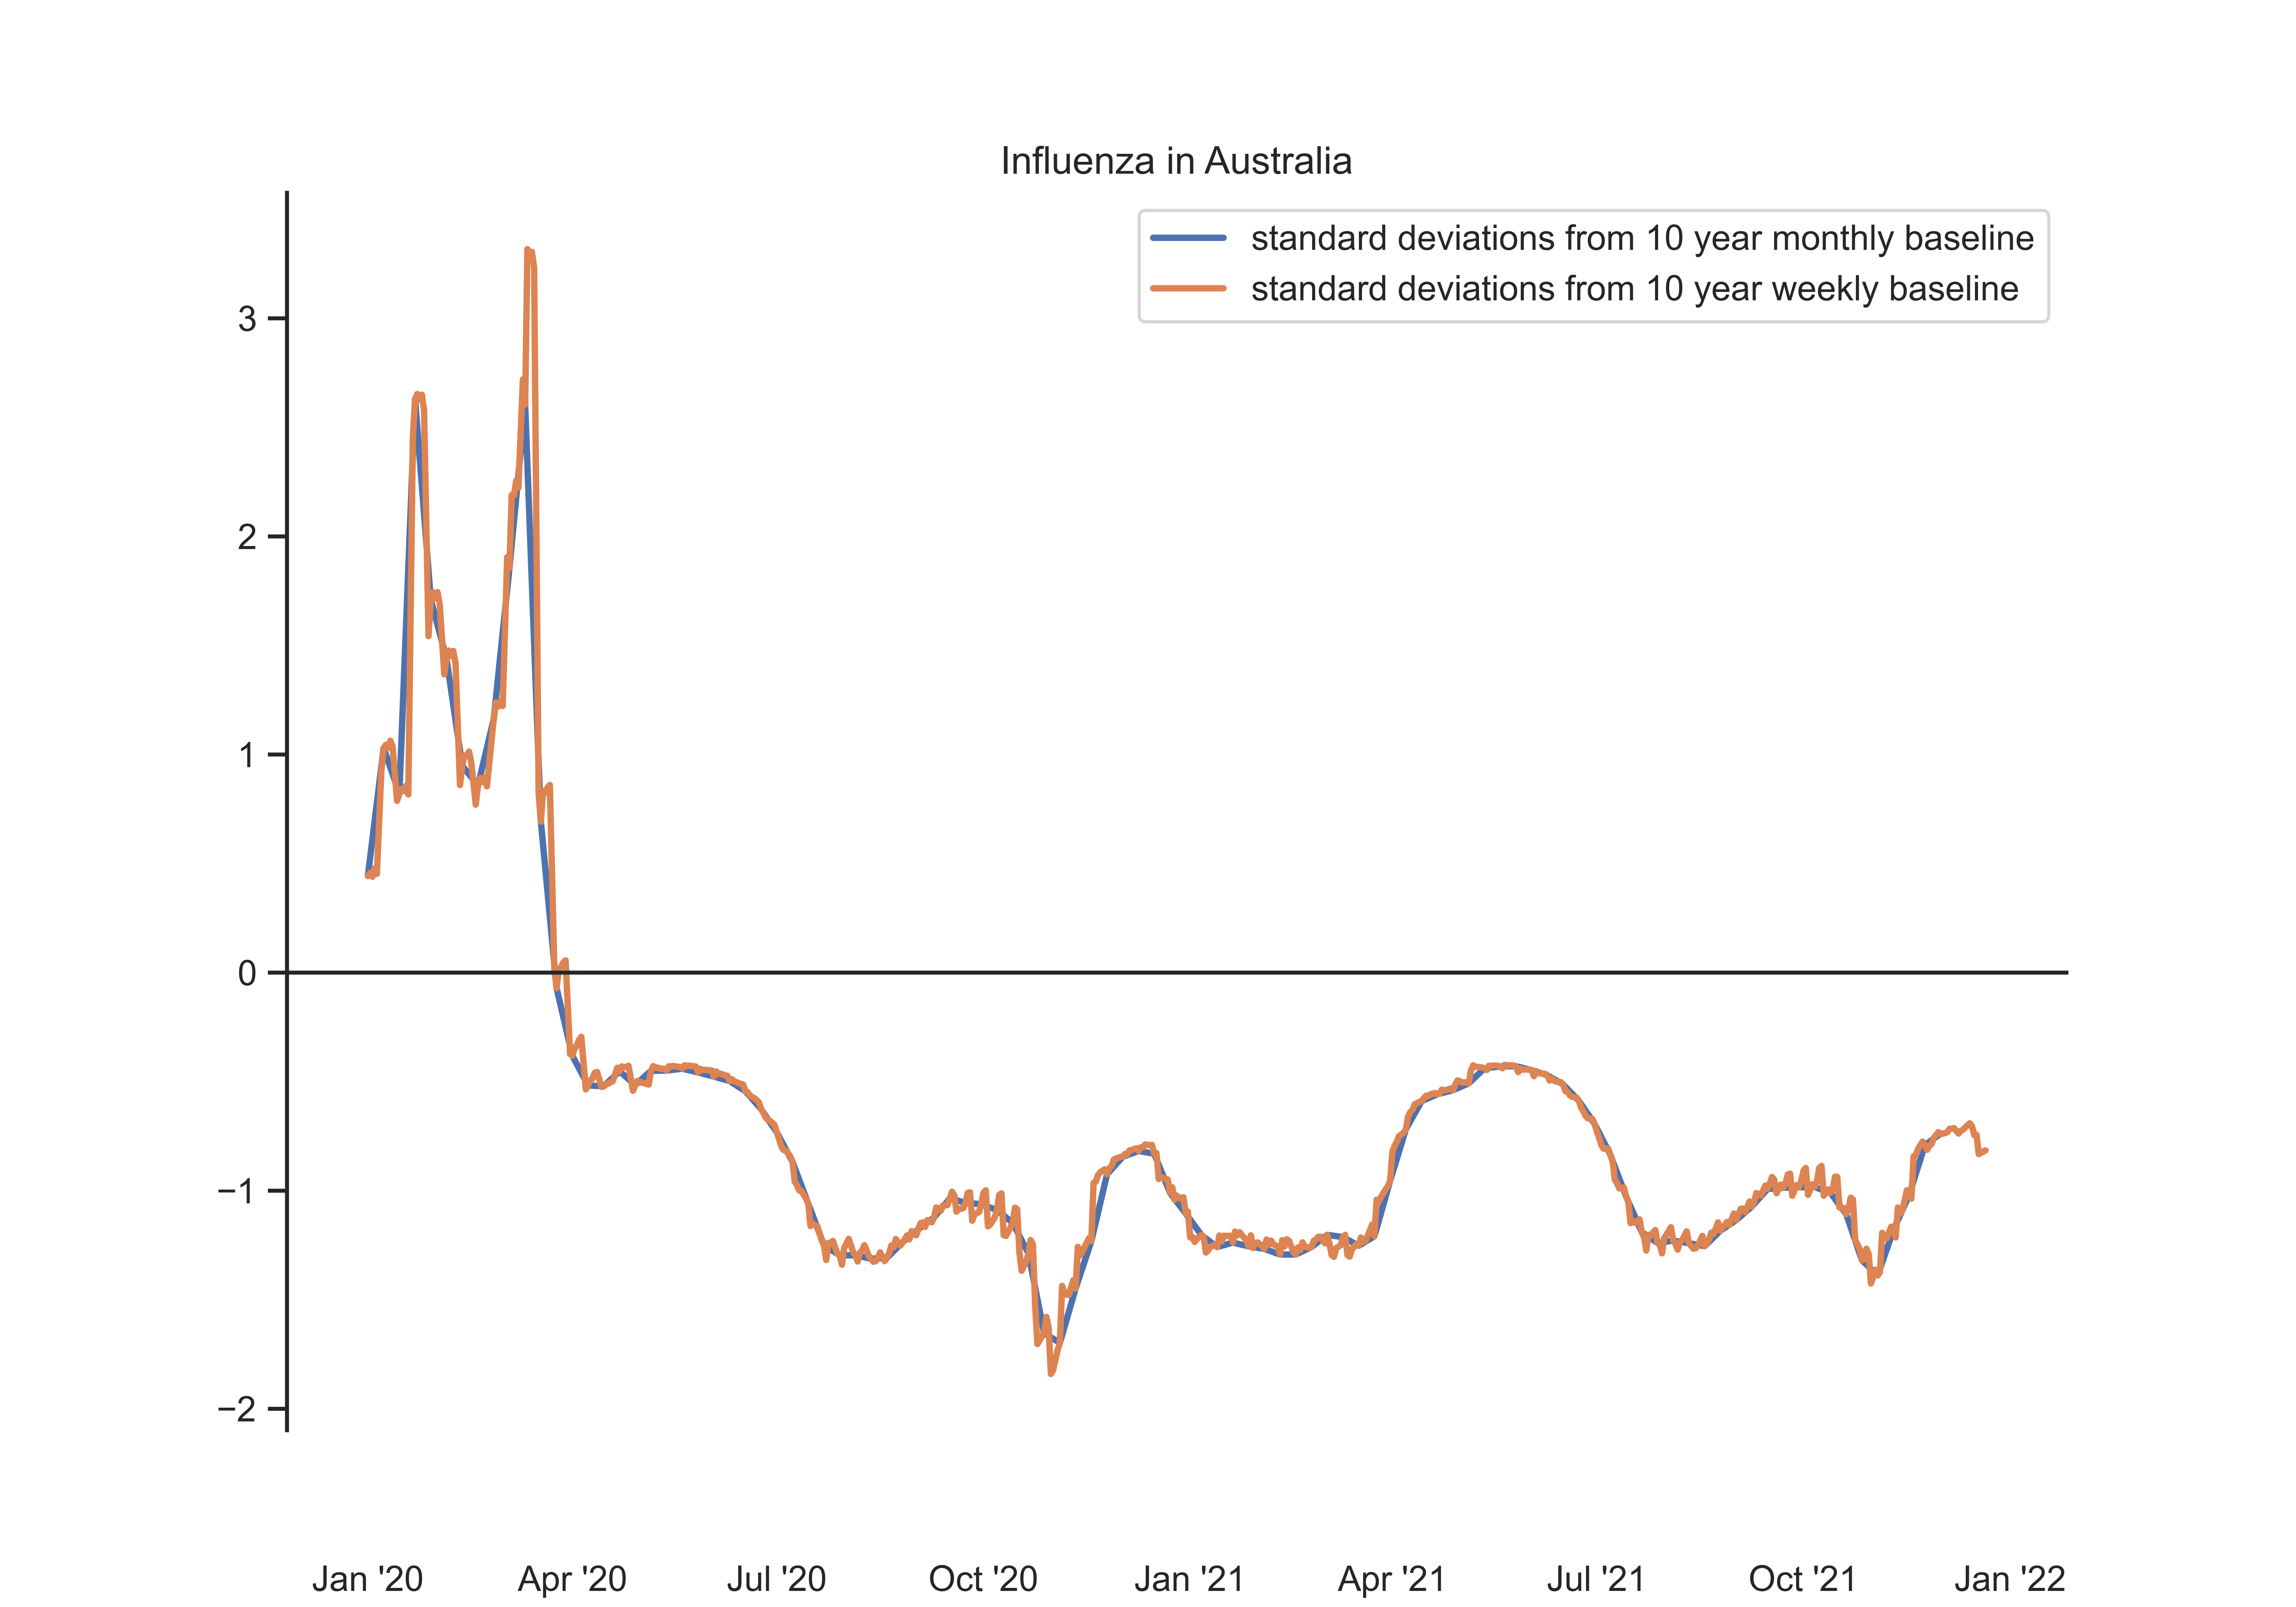 Influenza in Australia
standard deviations from 10 year monthly baseline
standard deviations from 10 year weekly baseline
3
2
1
0
−1
−2
Jan '20 Apr '20 Jul '20 Oct '20 Jan '21 Apr '21 Jul '21 Oct '21 Jan '22